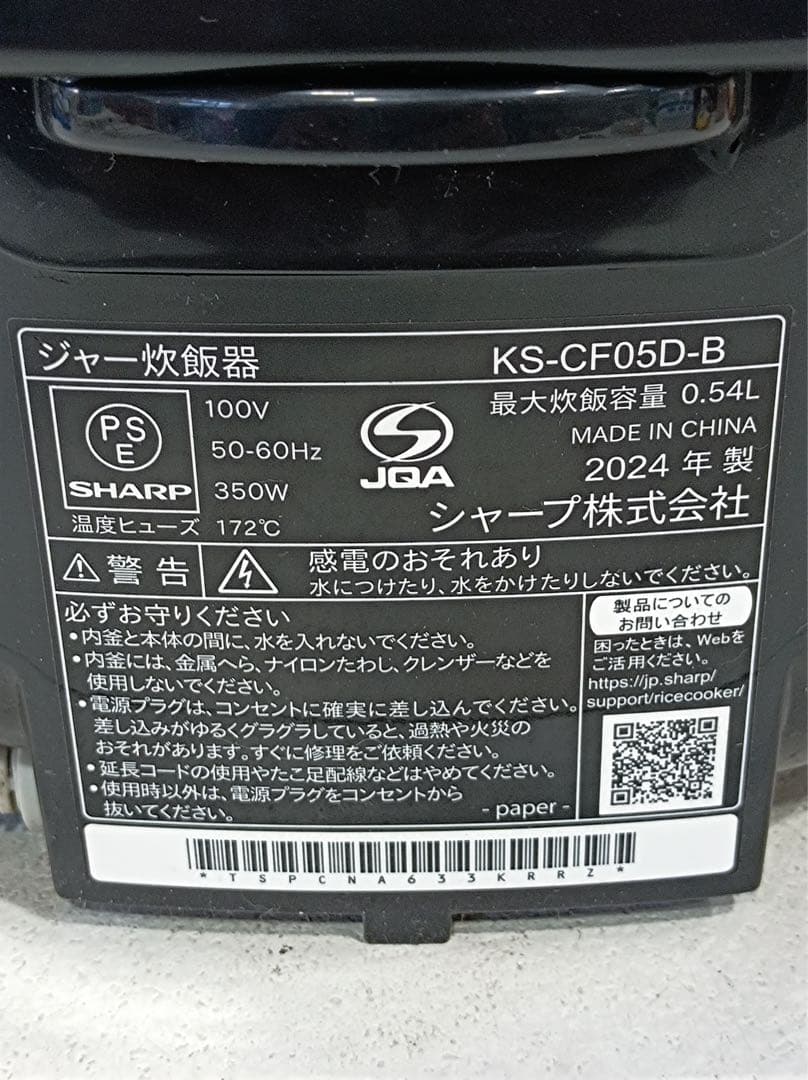 ジャー炊飯器 KS-CF05D-B
PSE
SHARP
100V
50-60Hz
350W
温度ヒューズ 172℃
JQA
最大炊飯容量 0.54L
MADE IN CHINA
2024 年 製
シャープ株式会社
警告
感電のおそれあり
水につけたり、水をかけたりしないでください。
必ずお守りください
•内釜と本体の間に、水を入れないでください。
•内釜には、金属へら、ナイロンたわし、クレンザーなどを
使用しないでください。
•電源プラグは、コンセントに確実に差し込んでください。
差し込みがゆるくグラグラしていると、過熱や火災の
おそれがあります。すぐに修理をご依頼ください。
•延長コードの使用やたこ足配線などはやめてください。
•使用時以外は、電源プラグをコンセントから
抜いてください。
- paper -
製品についての
お問い合わせ
困ったときは、Webを
ご活用ください。
https://jp.sharp/
support/ricecooker/
*TSPCNA633KRRZ*